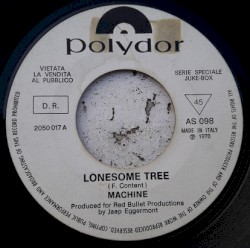 polydor
VIETATA
LA VENDITA
AL PUBBLICO
SERIE SPECIALE
JUKE-BOX
D. R.
45
2050 017 A
AS 098
MADE IN ITALY
℗ 1970
LONESOME TREE
( F. Content )
MACHINE
Produced for Red Bullet Productions
by Jaap Eggermont